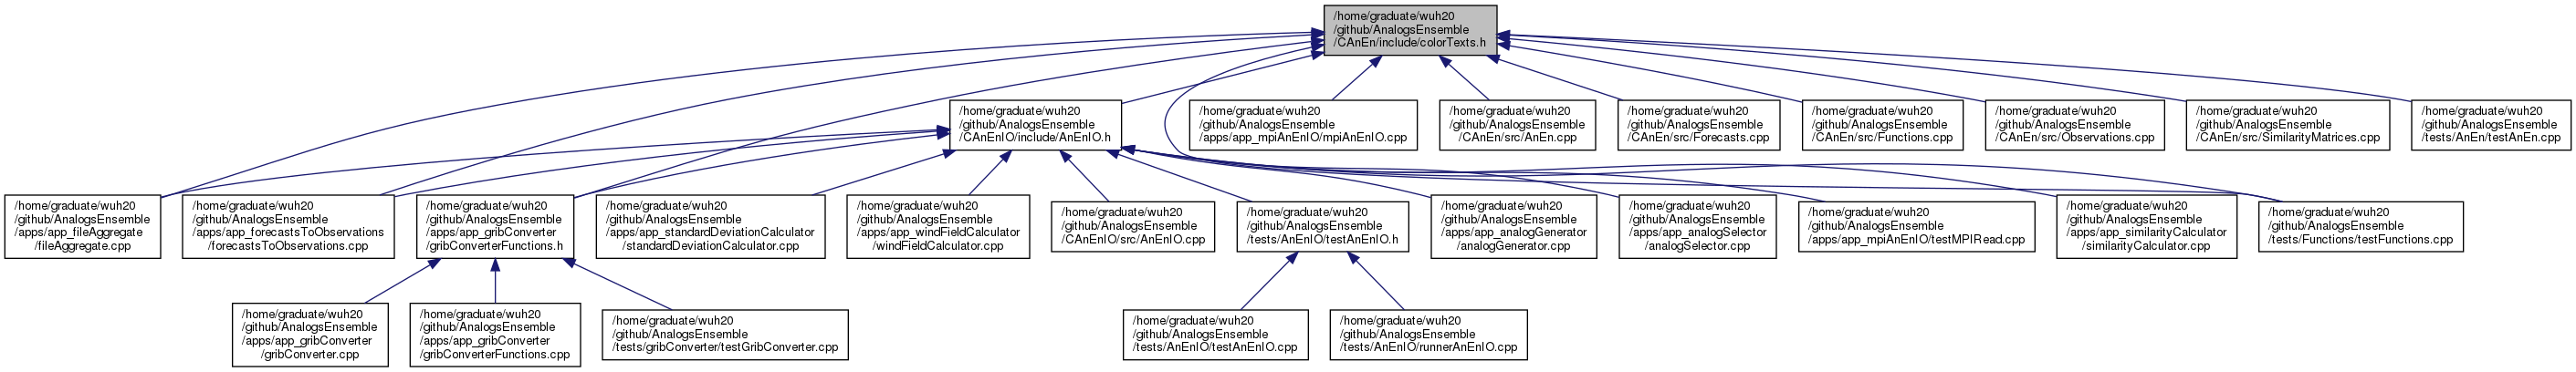 /home/graduate/wuh20
/github/AnalogsEnsemble
/CAnEn/include/colorTexts.h
/home/graduate/wuh20
/github/AnalogsEnsemble
/CAnEnIO/include/AnEnIO.h
/home/graduate/wuh20
/github/AnalogsEnsemble
/apps/app_mpiAnEnIO/mpiAnEnIO.cpp
/home/graduate/wuh20
/github/AnalogsEnsemble
/CAnEn/src/AnEn.cpp
/home/graduate/wuh20
/github/AnalogsEnsemble
/CAnEn/src/Forecasts.cpp
/home/graduate/wuh20
/github/AnalogsEnsemble
/CAnEn/src/Functions.cpp
/home/graduate/wuh20
/github/AnalogsEnsemble
/CAnEn/src/Observations.cpp
/home/graduate/wuh20
/github/AnalogsEnsemble
/CAnEn/src/SimilarityMatrices.cpp
/home/graduate/wuh20
/github/AnalogsEnsemble
/tests/AnEn/testAnEn.cpp
/home/graduate/wuh20
/github/AnalogsEnsemble
/apps/app_fileAggregate
/fileAggregate.cpp
/home/graduate/wuh20
/github/AnalogsEnsemble
/apps/app_forecastsToObservations
/forecastsToObservations.cpp
/home/graduate/wuh20
/github/AnalogsEnsemble
/apps/app_gribConverter
/gribConverterFunctions.h
/home/graduate/wuh20
/github/AnalogsEnsemble
/apps/app_standardDeviationCalculator
/standardDeviationCalculator.cpp
/home/graduate/wuh20
/github/AnalogsEnsemble
/apps/app_windFieldCalculator
/windFieldCalculator.cpp
/home/graduate/wuh20
/github/AnalogsEnsemble
/CAnEnIO/src/AnEnIO.cpp
/home/graduate/wuh20
/github/AnalogsEnsemble
/tests/AnEnIO/testAnEnIO.h
/home/graduate/wuh20
/github/AnalogsEnsemble
/apps/app_analogGenerator
/analogGenerator.cpp
/home/graduate/wuh20
/github/AnalogsEnsemble
/apps/app_analogSelector
/analogSelector.cpp
/home/graduate/wuh20
/github/AnalogsEnsemble
/apps/app_mpiAnEnIO/testMPIRead.cpp
/home/graduate/wuh20
/github/AnalogsEnsemble
/apps/app_similarityCalculator
/similarityCalculator.cpp
/home/graduate/wuh20
/github/AnalogsEnsemble
/tests/Functions/testFunctions.cpp
/home/graduate/wuh20
/github/AnalogsEnsemble
/apps/app_gribConverter
/gribConverter.cpp
/home/graduate/wuh20
/github/AnalogsEnsemble
/apps/app_gribConverter
/gribConverterFunctions.cpp
/home/graduate/wuh20
/github/AnalogsEnsemble
/tests/gribConverter/testGribConverter.cpp
/home/graduate/wuh20
/github/AnalogsEnsemble
/tests/AnEnIO/testAnEnIO.cpp
/home/graduate/wuh20
/github/AnalogsEnsemble
/tests/AnEnIO/runnerAnEnIO.cpp